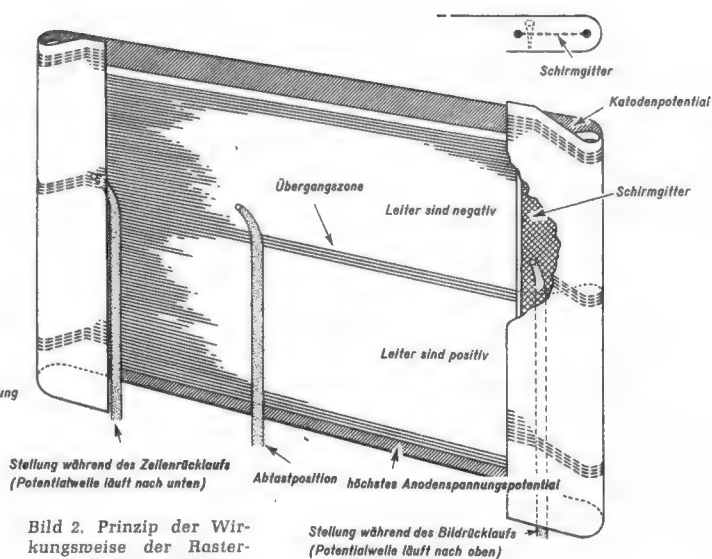 Schirmgitter
Katodenpotential
Schirmgitter
Übergangszone
Leiter sind negativ
Leiter sind positiv
ung
Stellung während des Zeilenrücklaufs
(Potentialwelle läuft nach unten)
Abtastposition
höchstes Anodenspannungspotential
Stellung während des Bildrücklaufs
(Potentialwelle läuft nach oben)
Bild 2. Prinzip der Wir-
kungsweise der Raster-